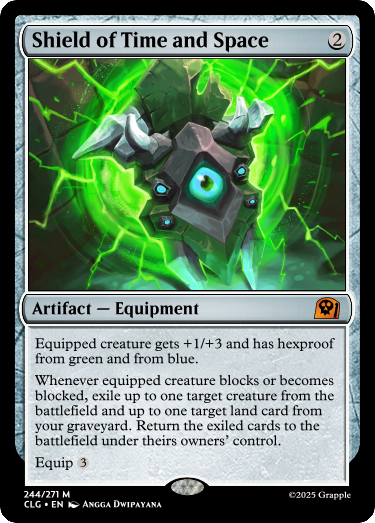 Shield of Time and Space 2
Artifact — Equipment
Equipped creature gets +1/+3 and has hexproof
from green and from blue.
Whenever equipped creature blocks or becomes
blocked, exile up to one target creature from the
battlefield and up to one target land card from
your graveyard. Return the exiled cards to the
battlefield under theirs owners’ control.
Equip 3
244/271 M
CLG • EN Angga Dwipayana
©2025 Grapple